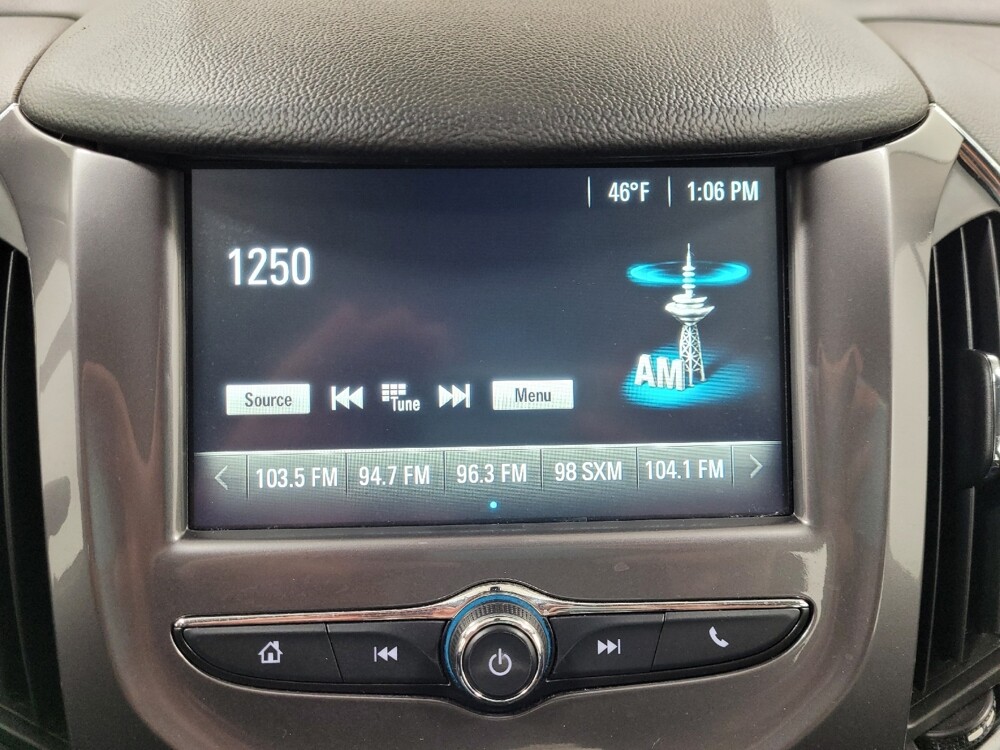 46°F 1:06 PM
1250
AM
Source Tune Menu
103.5 FM 94.7 FM 96.3 FM 98 SXM 104.1 FM